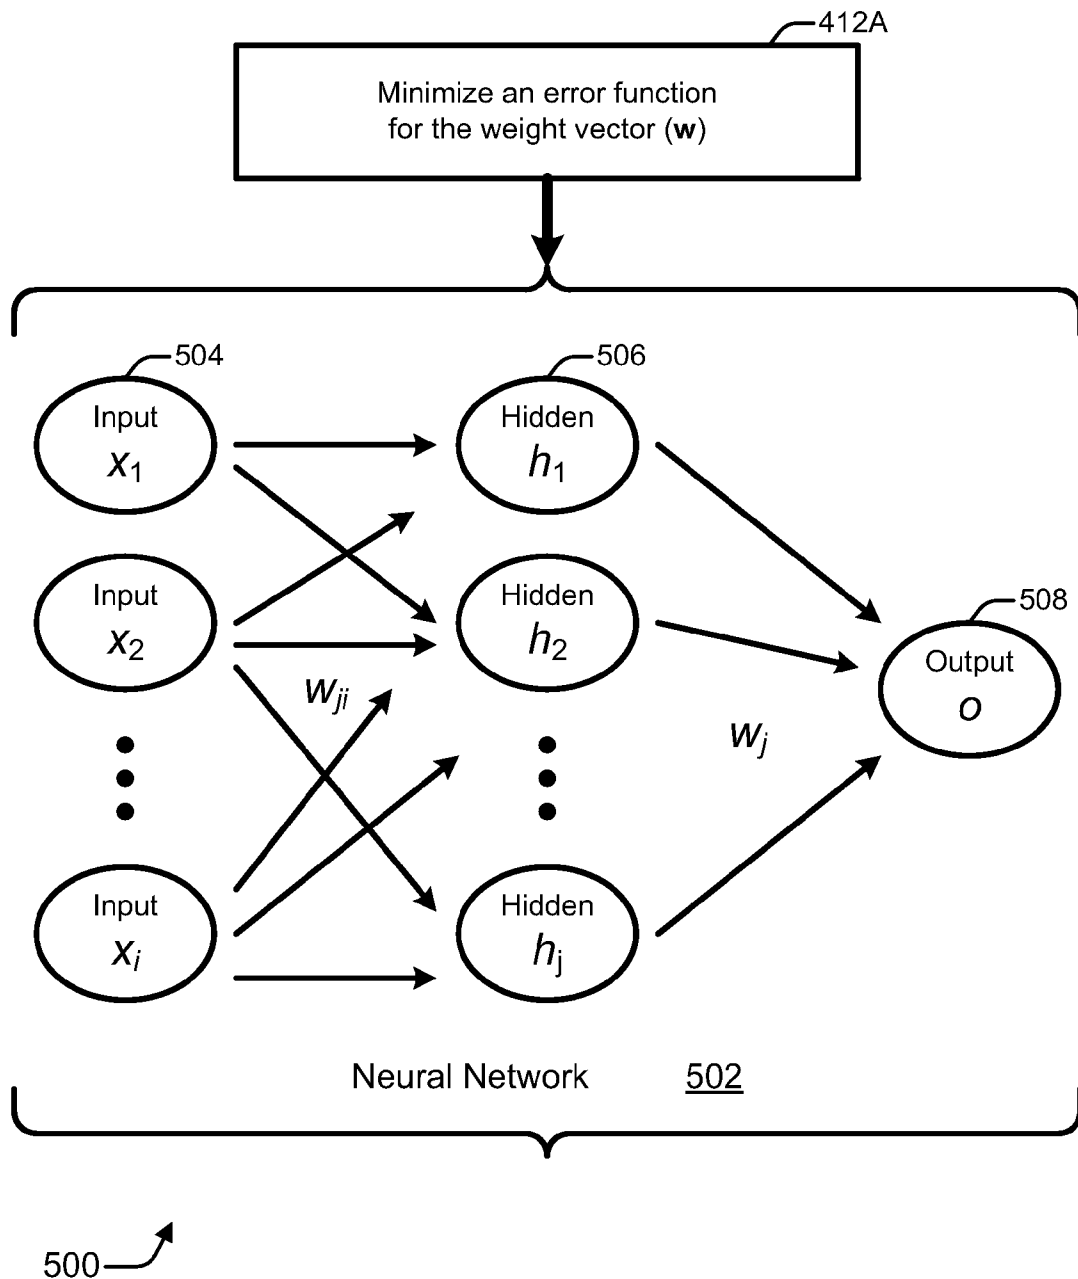 412A
Minimize an error function
for the weight vector (w)
504
506
Input
x1
Hidden
h1
Input
x2
Hidden
h2
508
Output
o
wji
wj
Input
xi
Hidden
hj
Neural Network 502
500